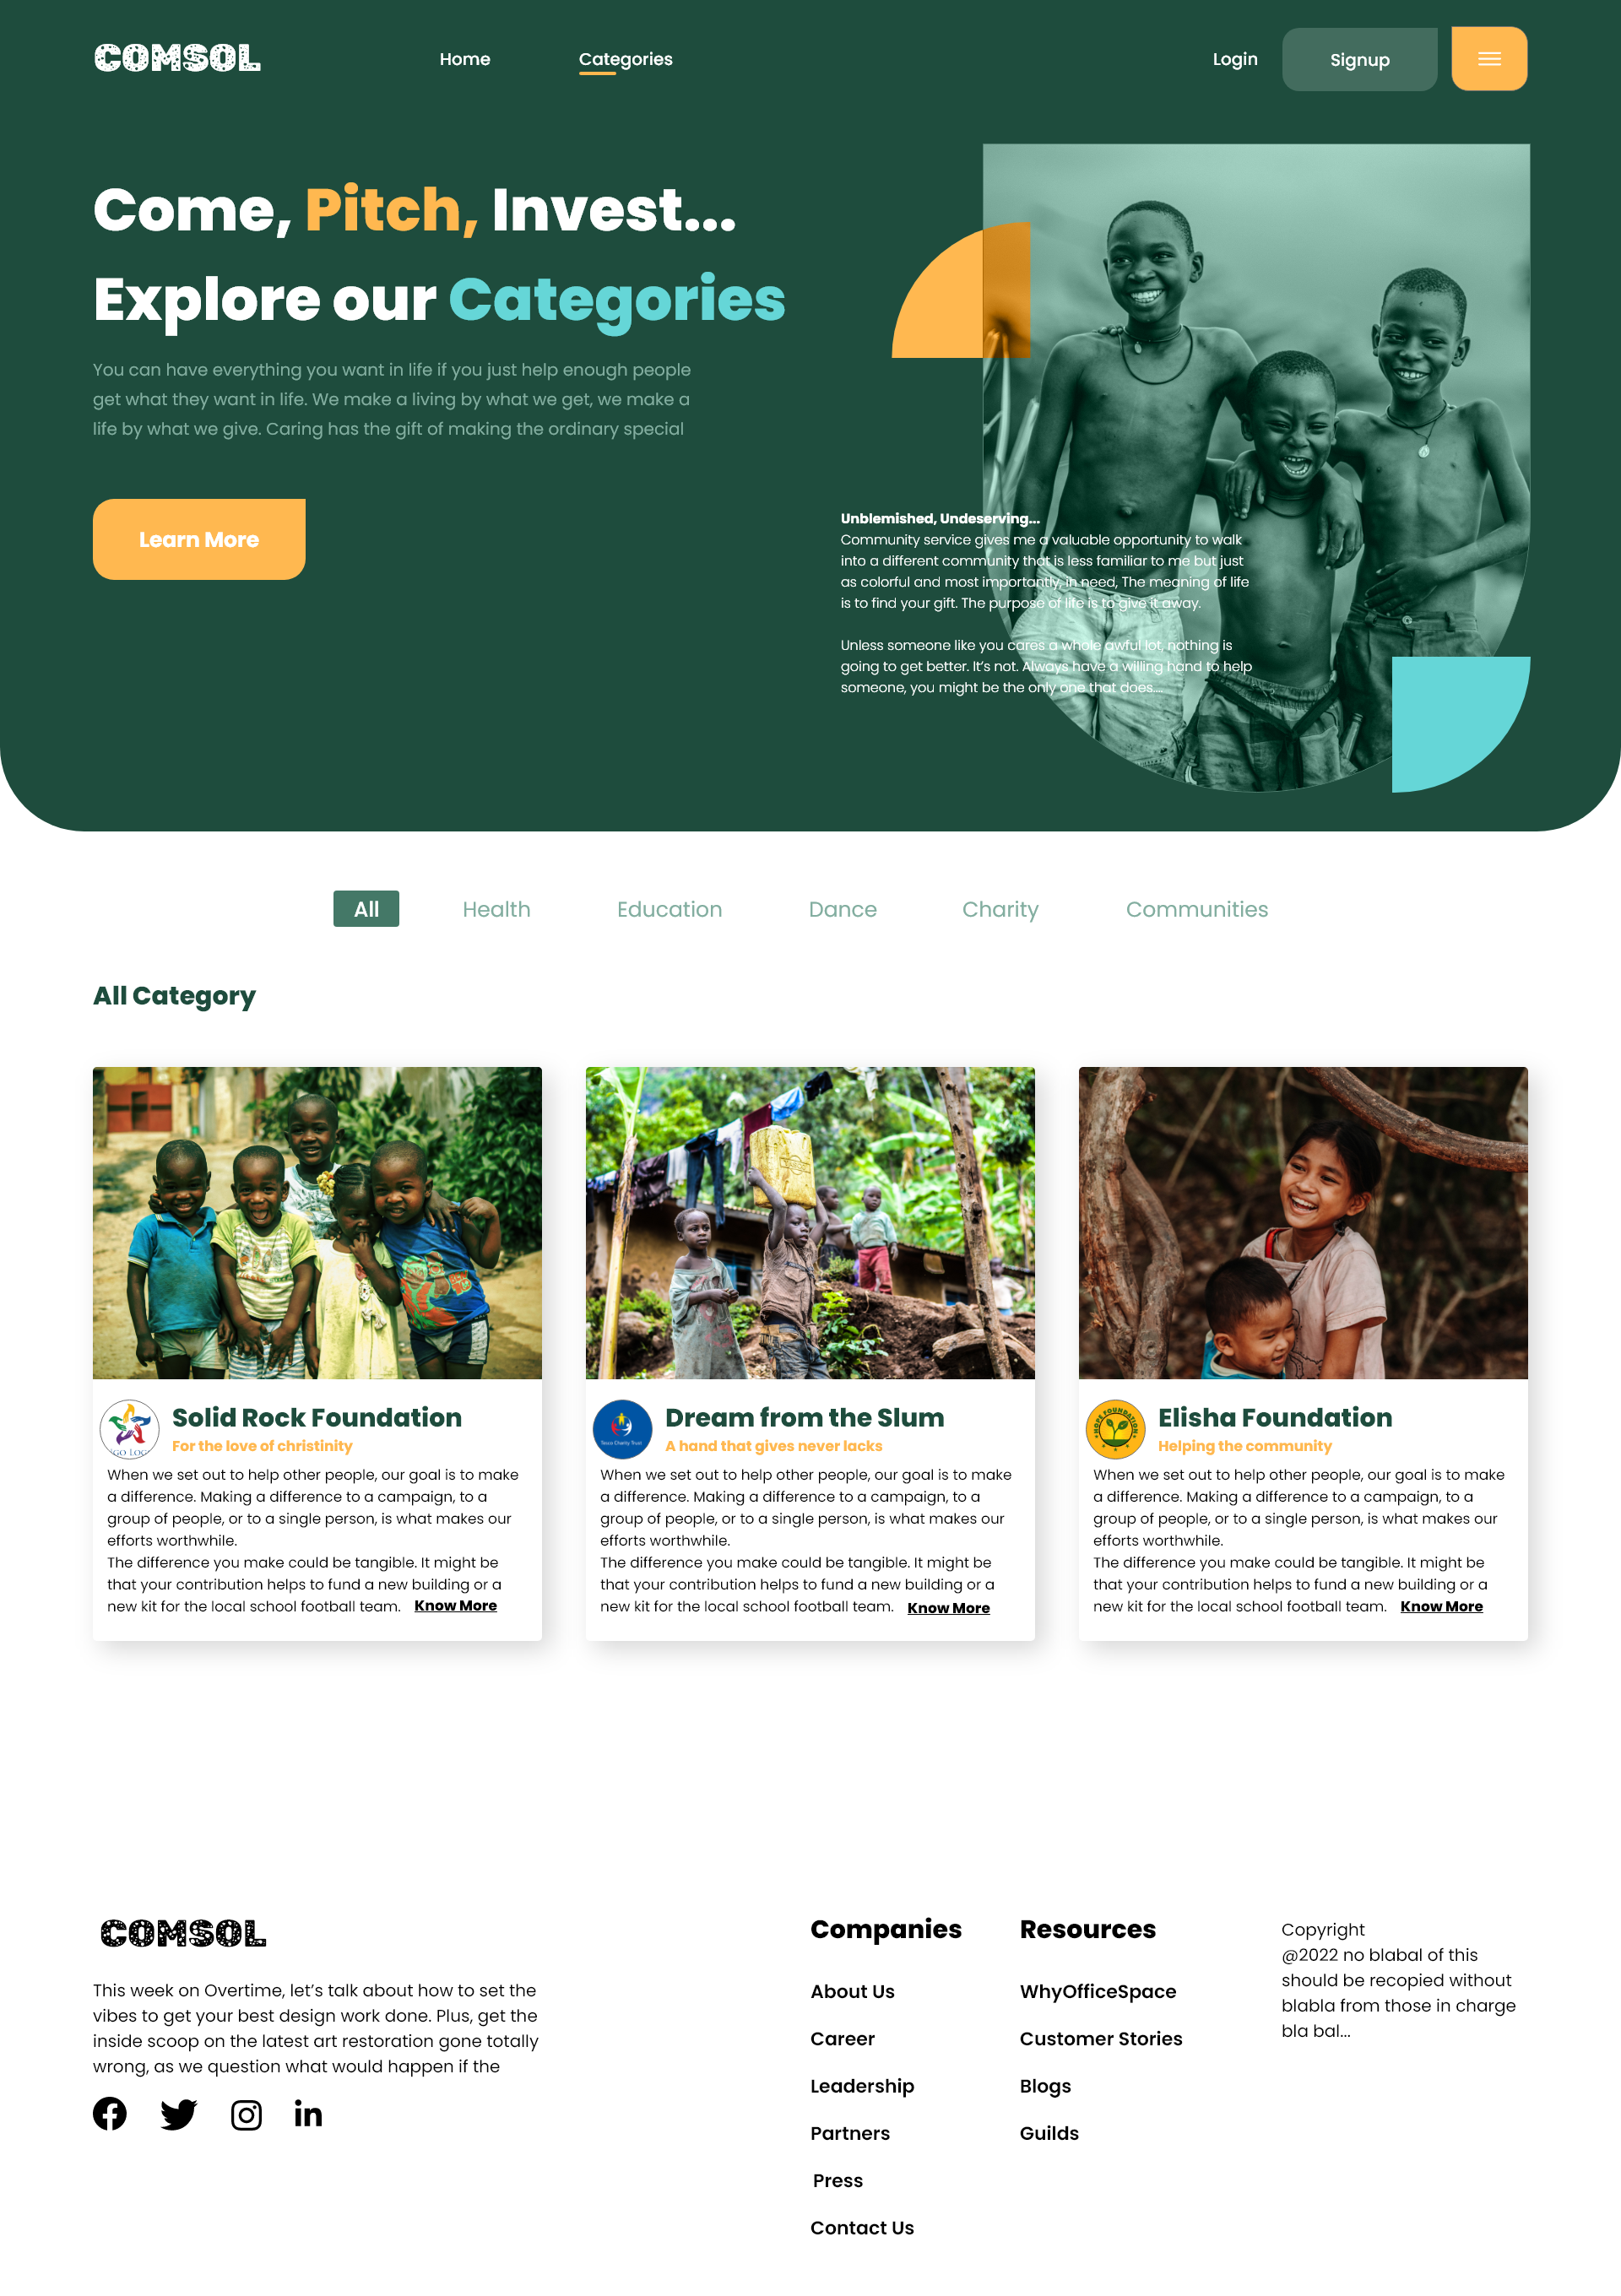 COMSOL
Home
Categories
Login
Signup
Come, Pitch, Invest...
Explore our Categories
You can have everything you want in life if you just help enough people
get what they want in life. We make a living by what we get, we make a
life by what we give. Caring has the gift of making the ordinary special
Learn More
Unblemished, Undeserving...
Community service gives me a valuable opportunity to walk
into a different community that is less familiar to me but just
as colorful and most importantly, in need, The meaning of life
is to find your gift. The purpose of life is to give it away.
Unless someone like you cares a whole awful lot, nothing is
going to get better. It's not. Always have a willing hand to help
someone, you might be the only one that does....
All
Health
Education
Dance
Charity
Communities
All Category
Solid Rock Foundation
For the love of christinity
When we set out to help other people, our goal is to make
a difference. Making a difference to a campaign, to a
group of people, or to a single person, is what makes our
efforts worthwhile.
The difference you make could be tangible. It might be
that your contribution helps to fund a new building or a
new kit for the local school football team. Know More
Dream from the Slum
A hand that gives never lacks
When we set out to help other people, our goal is to make
a difference. Making a difference to a campaign, to a
group of people, or to a single person, is what makes our
efforts worthwhile.
The difference you make could be tangible. It might be
that your contribution helps to fund a new building or a
new kit for the local school football team. Know More
HOPE FOUNDATION
Elisha Foundation
Helping the community
When we set out to help other people, our goal is to make
a difference. Making a difference to a campaign, to a
group of people, or to a single person, is what makes our
efforts worthwhile.
The difference you make could be tangible. It might be
that your contribution helps to fund a new building or a
new kit for the local school football team. Know More
COMSOL
This week on Overtime, let's talk about how to set the
vibes to get your best design work done. Plus, get the
inside scoop on the latest art restoration gone totally
wrong, as we question what would happen if the
Companies
About Us
Career
Leadership
Partners
Press
Contact Us
Resources
WhyOfficeSpace
Customer Stories
Blogs
Guilds
Copyright
@2022 no blabal of this
should be recopied without
blabla from those in charge
bla bal...